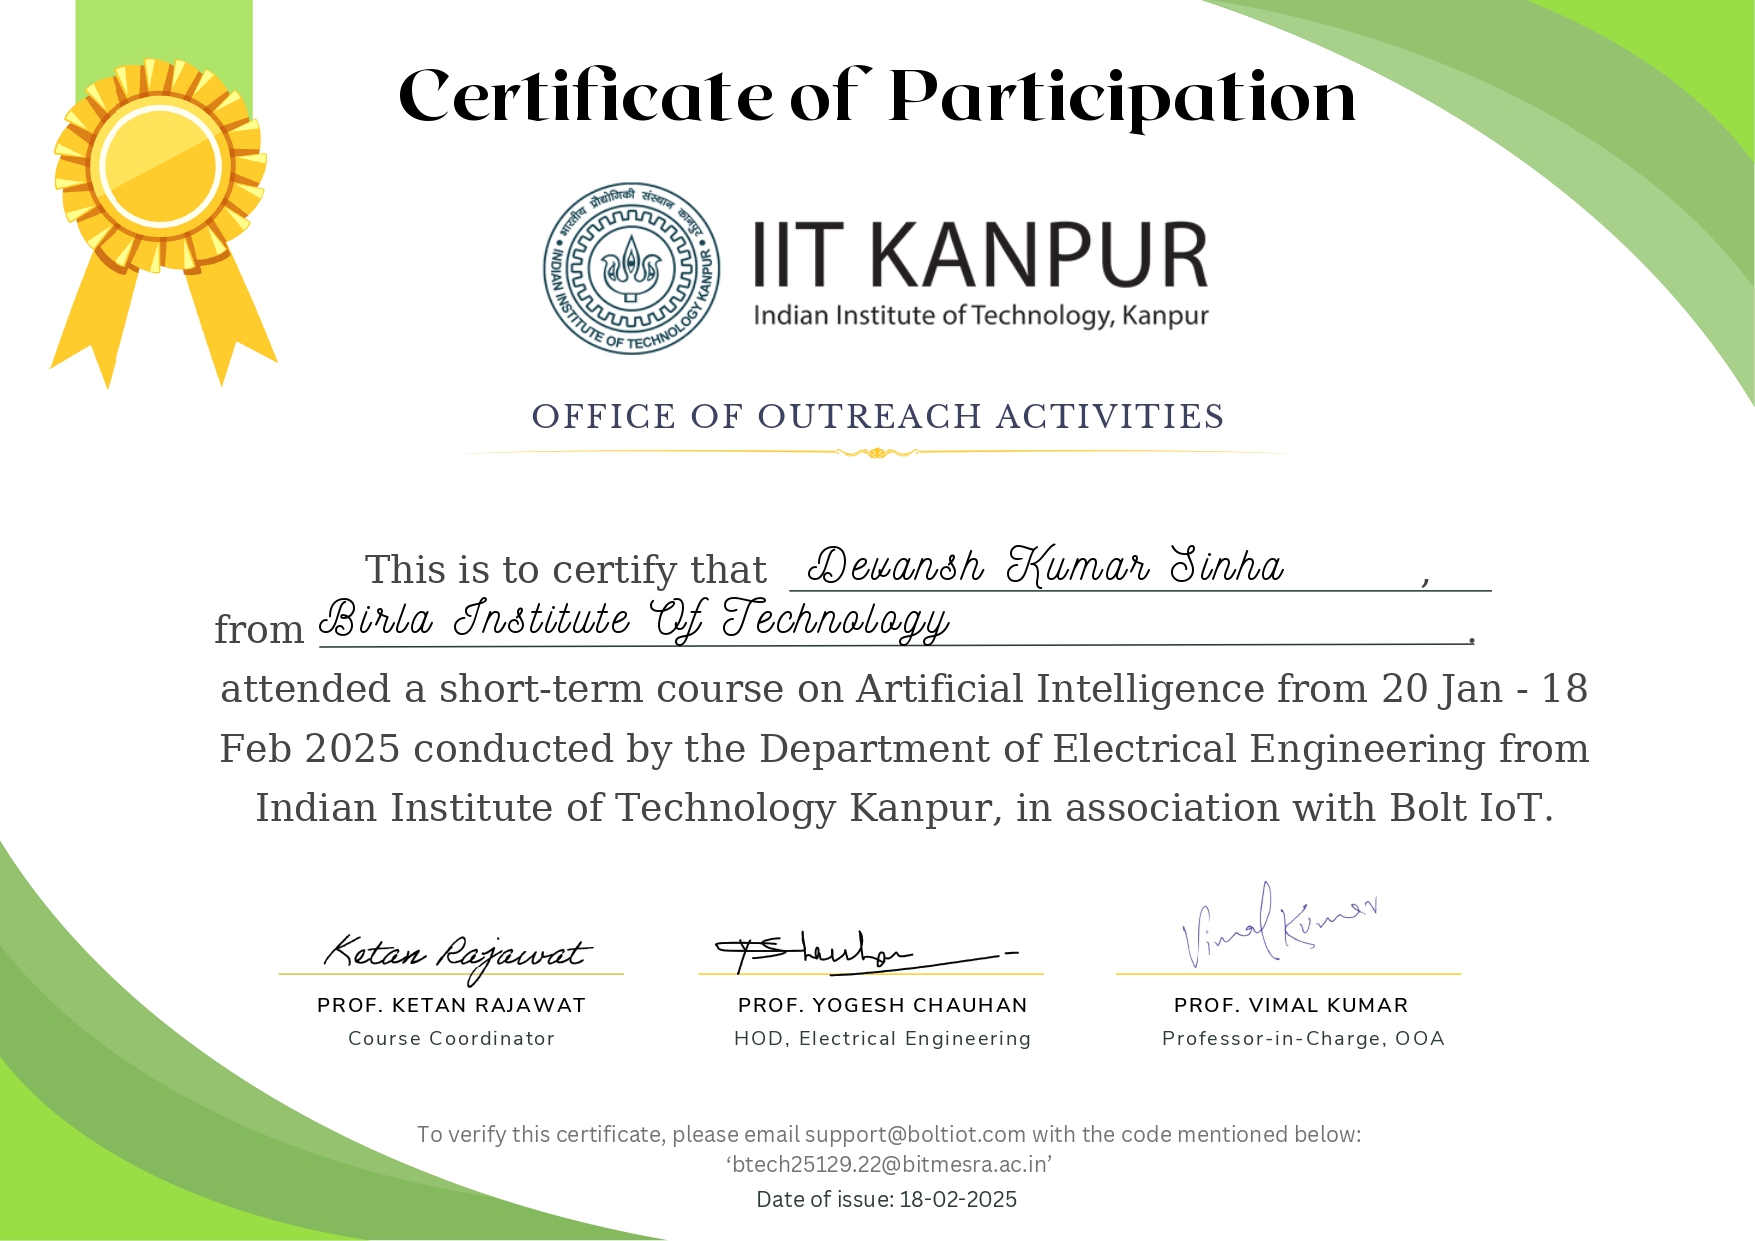 Certificate of Participation
भारतीय प्रौद्योगिकी संस्थान कानपुर
INDIAN INSTITUTE OF TECHNOLOGY KANPUR
IIT KANPUR
Indian Institute of Technology, Kanpur
OFFICE OF OUTREACH ACTIVITIES
This is to certify that Devansh Kumar Sinha ,
from Birla Institute Of Technology .
attended a short-term course on Artificial Intelligence from 20 Jan - 18
Feb 2025 conducted by the Department of Electrical Engineering from
Indian Institute of Technology Kanpur, in association with Bolt IoT.
Ketan Rajawat YSChauhan Vimal Kumar
PROF. KETAN RAJAWAT PROF. YOGESH CHAUHAN PROF. VIMAL KUMAR
Course Coordinator HOD, Electrical Engineering Professor-in-Charge, OOA
To verify this certificate, please email support@boltiot.com with the code mentioned below:
‘btech25129.22@bitmesra.ac.in’
Date of issue: 18-02-2025